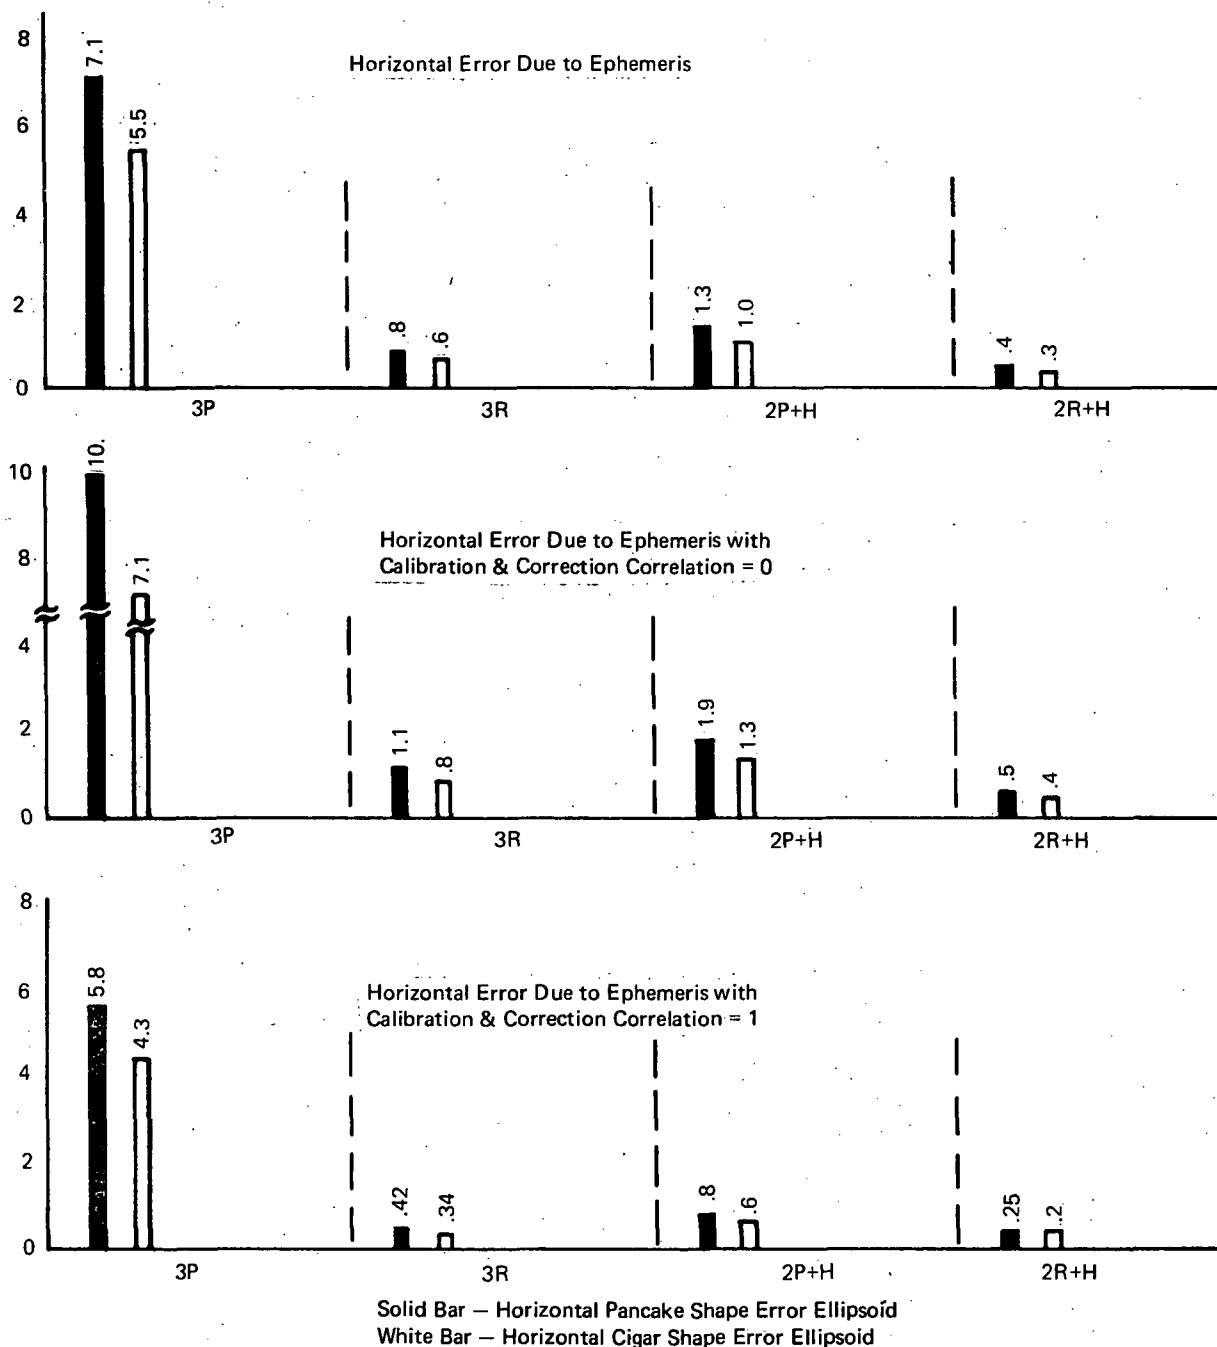 8
6
4
2
0
7.1
5.5
Horizontal Error Due to Ephemeris
.8
.6
1.3
1.0
.4
.3
3P
3R
2P+H
2R+H
10
8
4
2
0
10.
7.1
Horizontal Error Due to Ephemeris with
Calibration & Correction Correlation = 0
1.1
.8
1.9
1.3
.5
.4
3P
3R
2P+H
2R+H
8
6
4
2
0
5.8
4.3
Horizontal Error Due to Ephemeris with
Calibration & Correction Correlation = 1
.42
.34
.8
.6
.25
.2
3P
3R
2P+H
2R+H
Solid Bar — Horizontal Pancake Shape Error Ellipsoid
White Bar — Horizontal Cigar Shape Error Ellipsoid